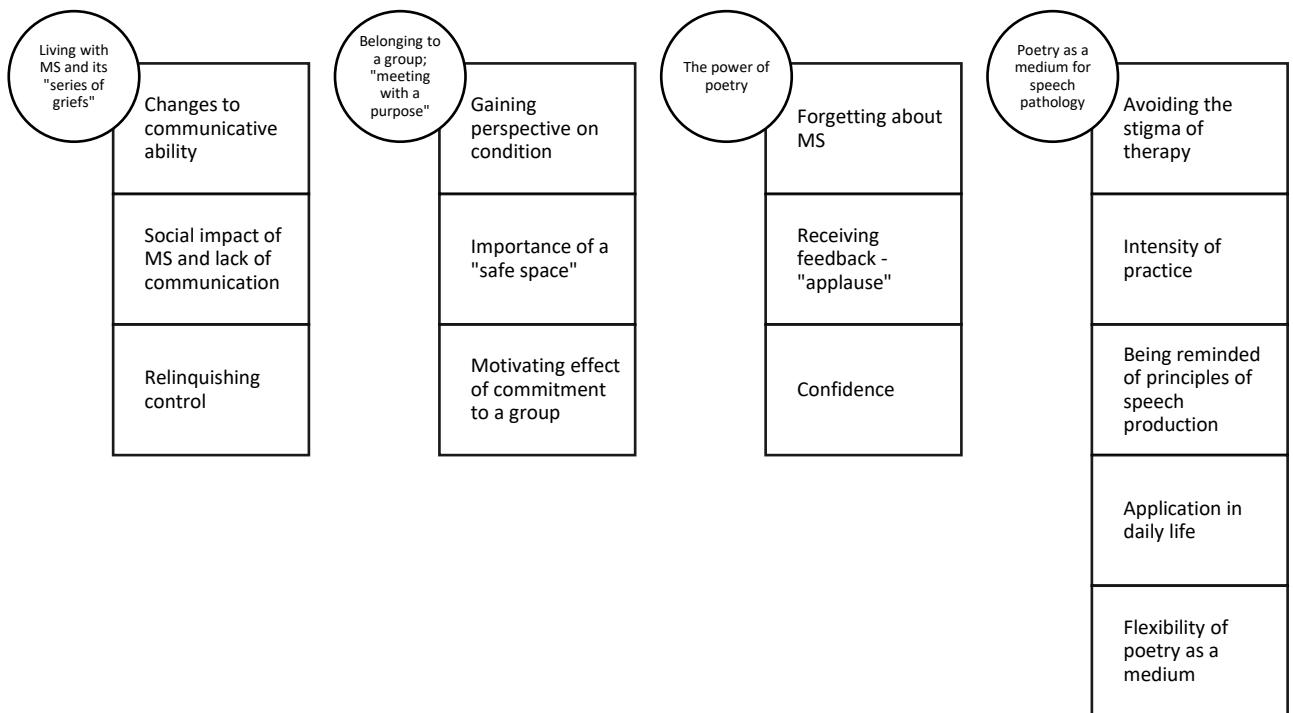 Living with
MS and its
"series of
griefs"
Changes to
communicative
ability
Social impact of
MS and lack of
communication
Relinquishing
control
Belonging to
a group;
"meeting
with a
purpose"
Gaining
perspective on
condition
Importance of a
"safe space"
Motivating effect
of commitment
to a group
The power of
poetry
Forgetting about
MS
Receiving
feedback -
"applause"
Confidence
Poetry as a
medium for
speech
pathology
Avoiding the
stigma of
therapy
Intensity of
practice
Being reminded
of principles of
speech
production
Application in
daily life
Flexibility of
poetry as a
medium